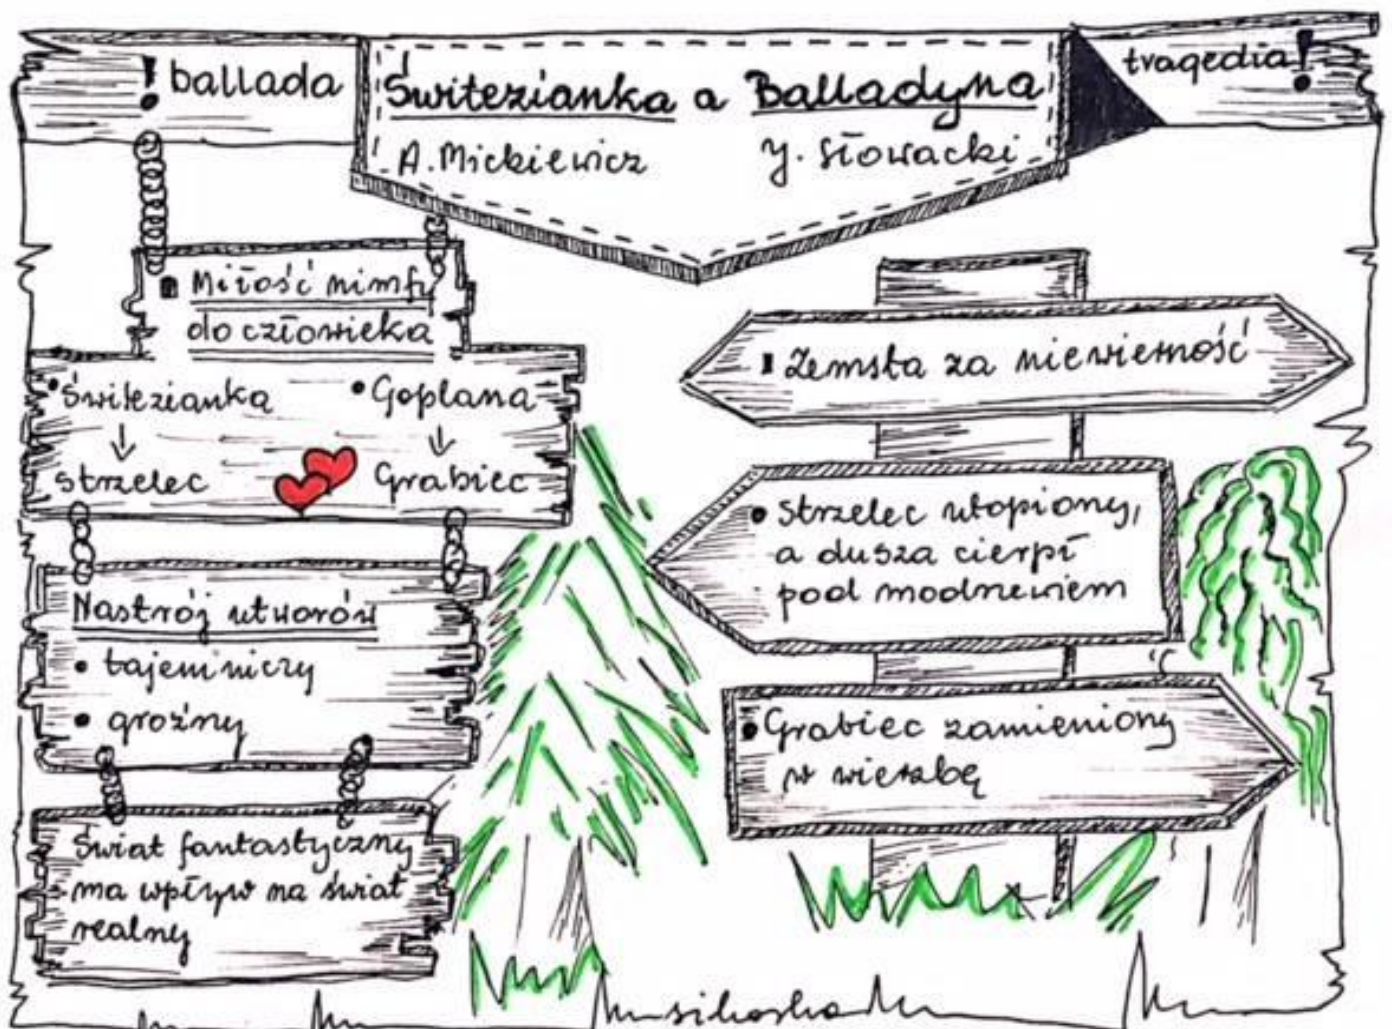 ! ballada
Świtezianka a Balladyna
tragedia!
A. Mickiewicz
J. Słowacki
Miłość nimfy
do człowieka
• Świtezianka
• Goplana
↓ ↓
strzelec
Grabiec
Nastrój utworów
• tajemniczy
• groźny
Świat fantastyczny
ma wpływ na świat
realny
Zemsta za niewierność
• Strzelec utopiony,
a dusza cierpi
pod modrzewiem
• Grabiec zamieniony
w wierzbę